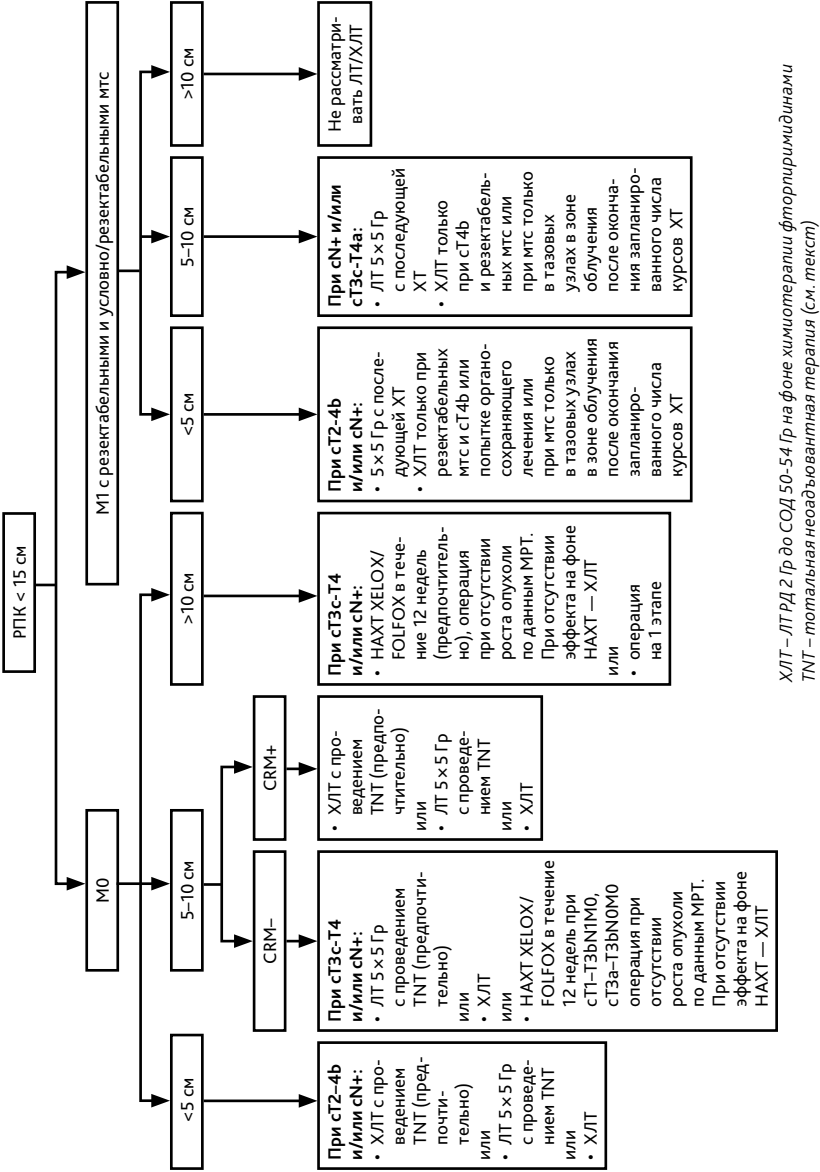 РПК < 15 см
М0
М1 с резектабельными и условно/резектабельными мтс
<5 см
5–10 см
>10 см
<5 см
5–10 см
>10 см
CRM–
CRM+
При cT2–4b
и/или cN+:
• ХЛТ с про-
ведением
TNT (пред-
почти-
тельно)
или
• ЛТ 5 × 5 Гр
с проведе-
нием TNT
или
• ХЛТ
При cT3c-T4
и/или cN+:
• ЛТ 5 × 5 Гр
с проведением
TNT (предпочти-
тельно)
или
• ХЛТ
или
• НАХТ XELOX/
FOLFOX в течение
12 недель при
cT1–T3bN1M0,
cT3a–T3bN0M0
операция при
отсутствии
роста опухоли
по данным МРТ.
При отсутствии
эффекта на фоне
НАХТ — ХЛТ
• ХЛТ с про-
ведением
TNT (предпо-
чтительно)
или
• ЛТ 5 × 5 Гр
с проведе-
нием TNT
или
• ХЛТ
При cT3c-T4
и/или cN+:
• НАХТ XELOX/
FOLFOX в тече-
ние 12 недель
(предпочтитель-
но), операция
при отсутствии
роста опухоли
по данным МРТ.
При отсутствии
эффекта на фоне
НАХТ — ХЛТ
или
• операция
на 1 этапе
При cT2-4b
и/или cN+:
• 5 × 5 Гр с после-
дующей ХТ
• ХЛТ только при
резектабельных
мтс и cT4b или
попытке органо-
сохраняющего
лечения или
при мтс только
в тазовых узлах
в зоне облучения
после окончания
запланиро-
ванного числа
курсов ХТ
При cN+ и/или
cT3c-T4a:
• ЛТ 5 × 5 Гр
с последующей
ХТ
• ХЛТ только
при cT4b
и резектабель-
ных мтс или
при мтс только
в тазовых
узлах в зоне
облучения
после оконча-
ния запланиро-
ванного числа
курсов ХТ
Не рассматри-
вать ЛТ/ХЛТ
ХЛТ – ЛТ РД 2 Гр до СОД 50-54 Гр на фоне химиотерапии фторпиримидинами
TNT – тотальная неоадъювантная терапия (см. текст)